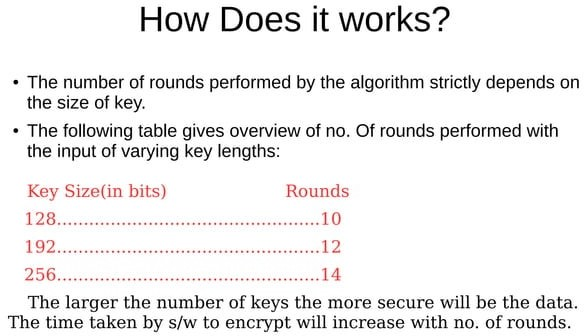 How Does it works?
• The number of rounds performed by the algorithm strictly depends on
the size of key.
• The following table gives overview of no. Of rounds performed with
the input of varying key lengths:
Key Size(in bits) Rounds
128.................................................10
192.................................................12
256.................................................14
The larger the number of keys the more secure will be the data.
The time taken by s/w to encrypt will increase with no. of rounds.